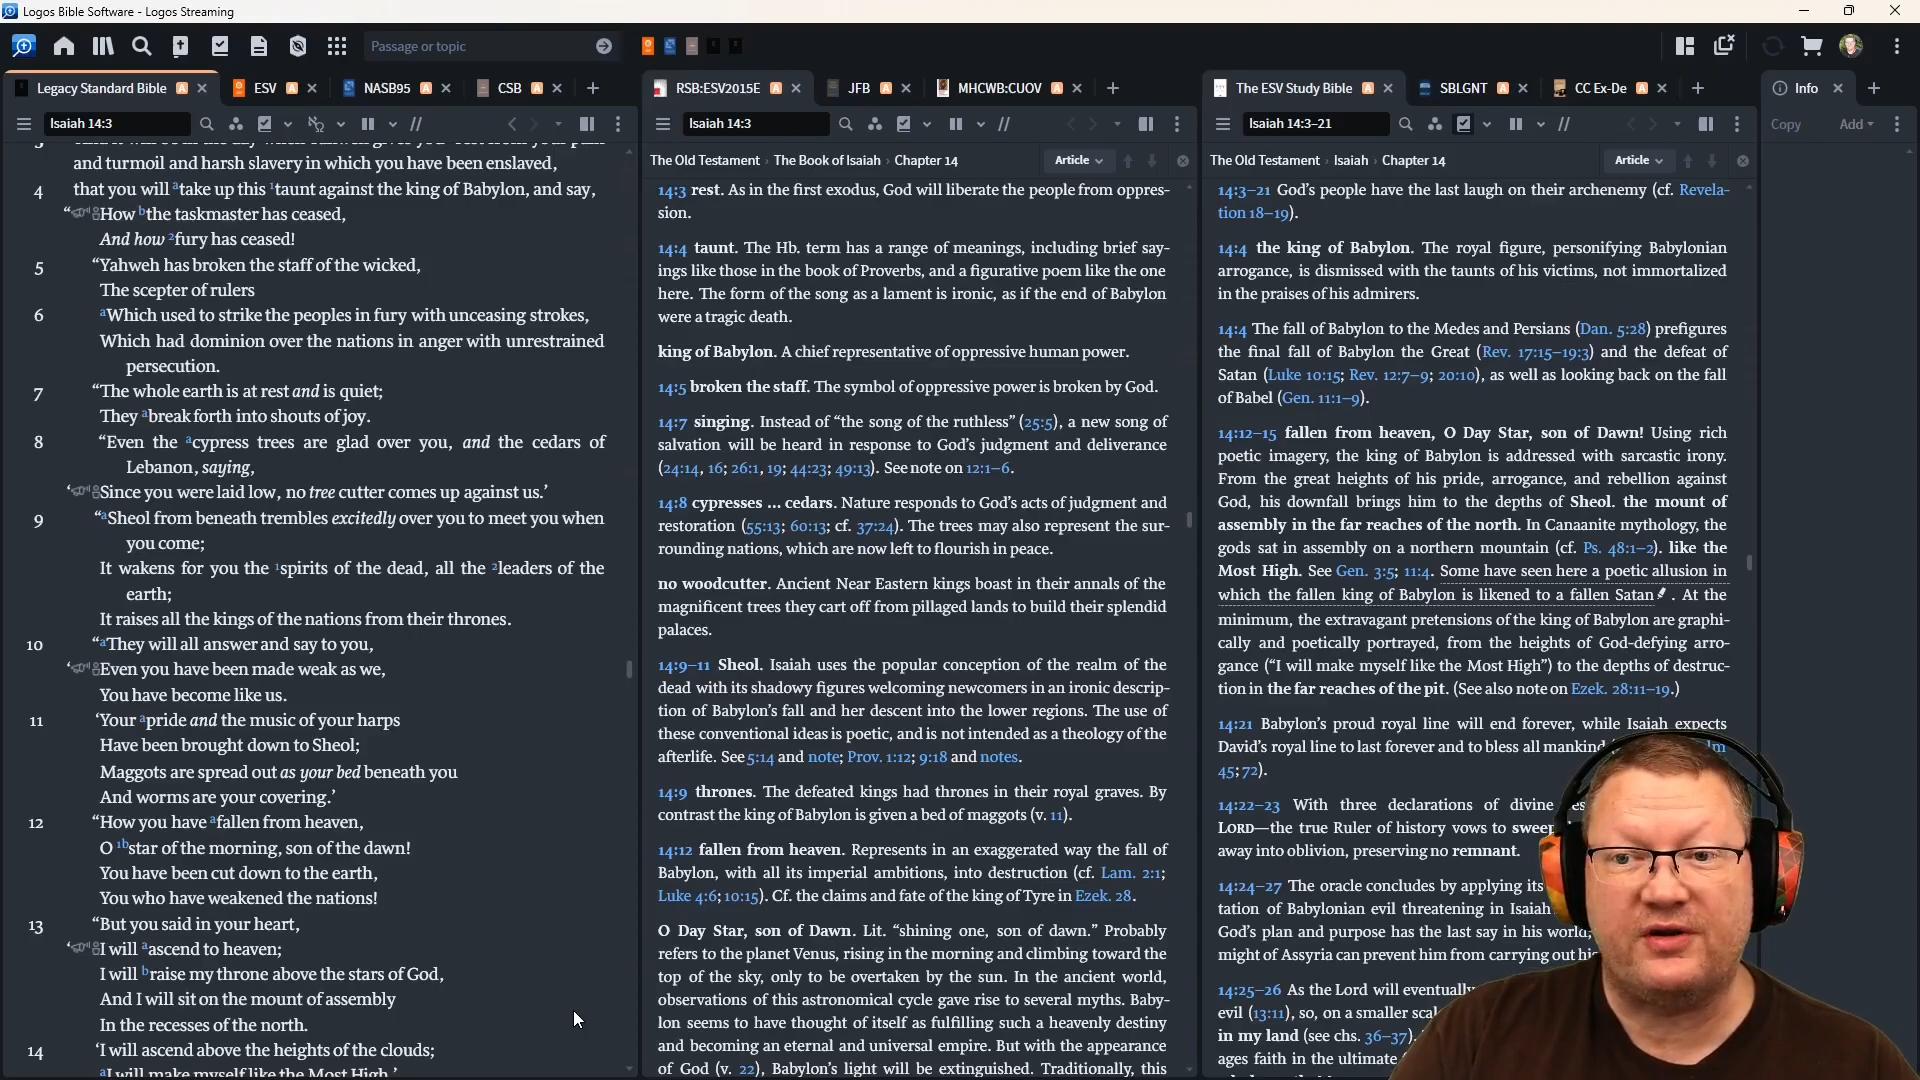 Logos Bible Software - Logos Streaming
Passage or topic
Legacy Standard Bible A
ESV A
NASB95 A
CSB A
RSB:ESV2015E A
JFB A
MHCWB:CUOV A
The ESV Study Bible A
SBLGNT A
CC Ex-De A
Info
Isaiah 14:3
Isaiah 14:3
Isaiah 14:3–21
Copy Add
and turmoil and harsh slavery in which you have been enslaved,
4 that you will ᵃtake up this ¹taunt against the king of Babylon, and say,
“How ᵇthe taskmaster has ceased,
And how ²fury has ceased!
5 “Yahweh has broken the staff of the wicked,
The scepter of rulers
6 ᵃWhich used to strike the peoples in fury with unceasing strokes,
Which had dominion over the nations in anger with unrestrained
persecution.
7 “The whole earth is at rest and is quiet;
They ᵃbreak forth into shouts of joy.
8 “Even the ᵃcypress trees are glad over you, and the cedars of
Lebanon, saying,
‘Since you were laid low, no tree cutter comes up against us.’
9 “ᵃSheol from beneath trembles excitedly over you to meet you when
you come;
It wakens for you the ¹spirits of the dead, all the ²leaders of the
earth;
It raises all the kings of the nations from their thrones.
10 “ᵃThey will all answer and say to you,
‘Even you have been made weak as we,
You have become like us.
11 ‘Your ᵃpride and the music of your harps
Have been brought down to Sheol;
Maggots are spread out as your bed beneath you
And worms are your covering.’
12 “How you have ᵃfallen from heaven,
O ¹ᵇstar of the morning, son of the dawn!
You have been cut down to the earth,
You who have weakened the nations!
13 “But you said in your heart,
‘I will ᵃascend to heaven;
I will ᵇraise my throne above the stars of God,
And I will sit on the mount of assembly
In the recesses of the north.
14 ‘I will ascend above the heights of the clouds;
ᵃI will make myself like the Most High.’
The Old Testament › The Book of Isaiah › Chapter 14 Article
14:3 rest. As in the first exodus, God will liberate the people from oppres-
sion.
14:4 taunt. The Hb. term has a range of meanings, including brief say-
ings like those in the book of Proverbs, and a figurative poem like the one
here. The form of the song as a lament is ironic, as if the end of Babylon
were a tragic death.
king of Babylon. A chief representative of oppressive human power.
14:5 broken the staff. The symbol of oppressive power is broken by God.
14:7 singing. Instead of “the song of the ruthless” (25:5), a new song of
salvation will be heard in response to God’s judgment and deliverance
(24:14, 16; 26:1, 19; 44:23; 49:13). See note on 12:1–6.
14:8 cypresses ... cedars. Nature responds to God’s acts of judgment and
restoration (55:13; 60:13; cf. 37:24). The trees may also represent the sur-
rounding nations, which are now left to flourish in peace.
no woodcutter. Ancient Near Eastern kings boast in their annals of the
magnificent trees they cart off from pillaged lands to build their splendid
palaces.
14:9–11 Sheol. Isaiah uses the popular conception of the realm of the
dead with its shadowy figures welcoming newcomers in an ironic descrip-
tion of Babylon’s fall and her descent into the lower regions. The use of
these conventional ideas is poetic, and is not intended as a theology of the
afterlife. See 5:14 and note; Prov. 1:12; 9:18 and notes.
14:9 thrones. The defeated kings had thrones in their royal graves. By
contrast the king of Babylon is given a bed of maggots (v. 11).
14:12 fallen from heaven. Represents in an exaggerated way the fall of
Babylon, with all its imperial ambitions, into destruction (cf. Lam. 2:1;
Luke 4:6; 10:15). Cf. the claims and fate of the king of Tyre in Ezek. 28.
O Day Star, son of Dawn. Lit. “shining one, son of dawn.” Probably
refers to the planet Venus, rising in the morning and climbing toward the
top of the sky, only to be overtaken by the sun. In the ancient world,
observations of this astronomical cycle gave rise to several myths. Baby-
lon seems to have thought of itself as fulfilling such a heavenly destiny
and becoming an eternal and universal empire. But with the appearance
of God (v. 22), Babylon’s light will be extinguished. Traditionally, this
The Old Testament › Isaiah › Chapter 14 Article
14:3–21 God’s people have the last laugh on their archenemy (cf. Revela-
tion 18–19).
14:4 the king of Babylon. The royal figure, personifying Babylonian
arrogance, is dismissed with the taunts of his victims, not immortalized
in the praises of his admirers.
14:4 The fall of Babylon to the Medes and Persians (Dan. 5:28) prefigures
the final fall of Babylon the Great (Rev. 17:15–19:3) and the defeat of
Satan (Luke 10:15; Rev. 12:7–9; 20:10), as well as looking back on the fall
of Babel (Gen. 11:1–9).
14:12–15 fallen from heaven, O Day Star, son of Dawn! Using rich
poetic imagery, the king of Babylon is addressed with sarcastic irony.
From the great heights of his pride, arrogance, and rebellion against
God, his downfall brings him to the depths of Sheol. the mount of
assembly in the far reaches of the north. In Canaanite mythology, the
gods sat in assembly on a northern mountain (cf. Ps. 48:1–2). like the
Most High. See Gen. 3:5; 11:4. Some have seen here a poetic allusion in
which the fallen king of Babylon is likened to a fallen Satan. At the
minimum, the extravagant pretensions of the king of Babylon are graphi-
cally and poetically portrayed, from the heights of God-defying arro-
gance (“I will make myself like the Most High”) to the depths of destruc-
tion in the far reaches of the pit. (See also note on Ezek. 28:11–19.)
14:21 Babylon’s proud royal line will end forever, while Isaiah expects
David’s royal line to last forever and to bless all mankind
45; 72).
14:22–23 With three declarations of divine
LORD—the true Ruler of history vows to sweep
away into oblivion, preserving no remnant.
14:24–27 The oracle concludes by applying its
tation of Babylonian evil threatening in Isaiah
God’s plan and purpose has the last say in his world;
might of Assyria can prevent him from carrying out
14:25–26 As the Lord will eventually
evil (13:11), so, on a smaller
in my land (see chs. 36–37).
ages faith in the ultimate